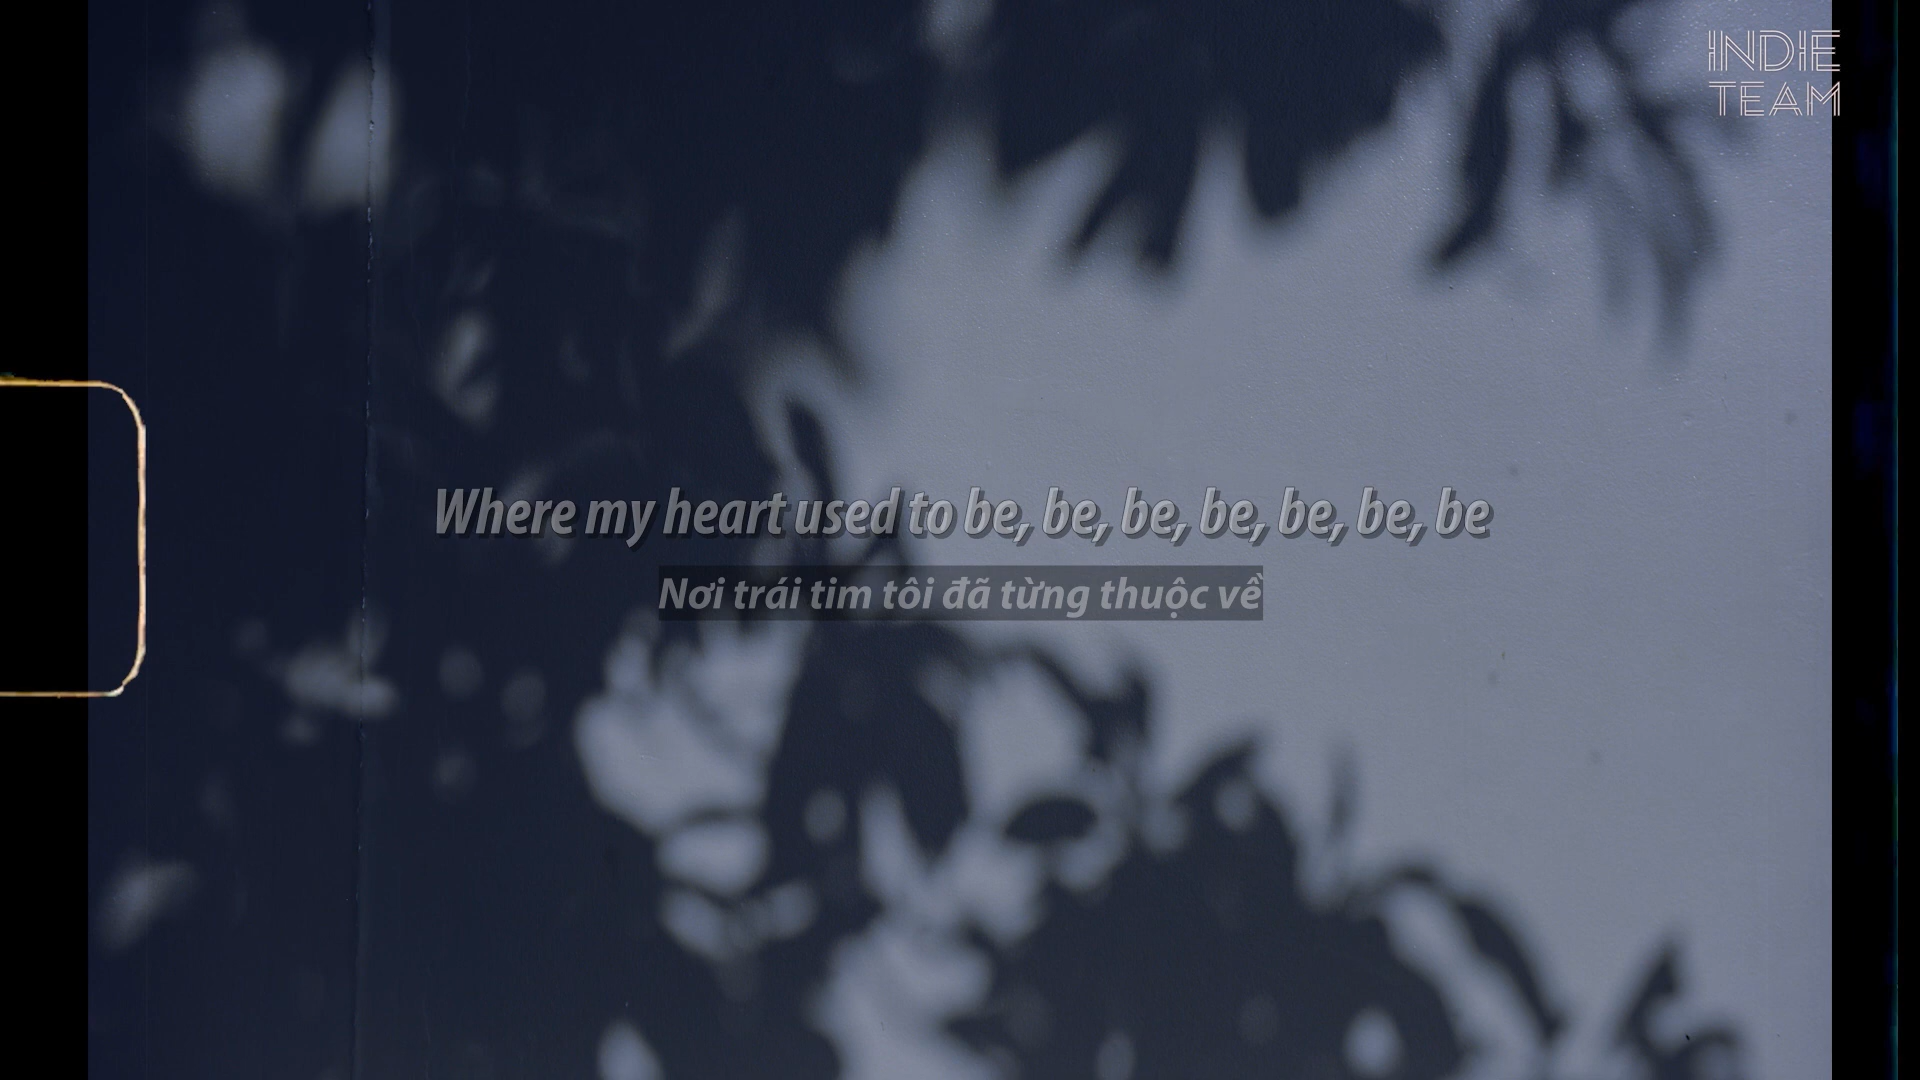 INDIE
TEAM
Where my heart used to be, be, be, be, be, be, be
Nơi trái tim tôi đã từng thuộc về